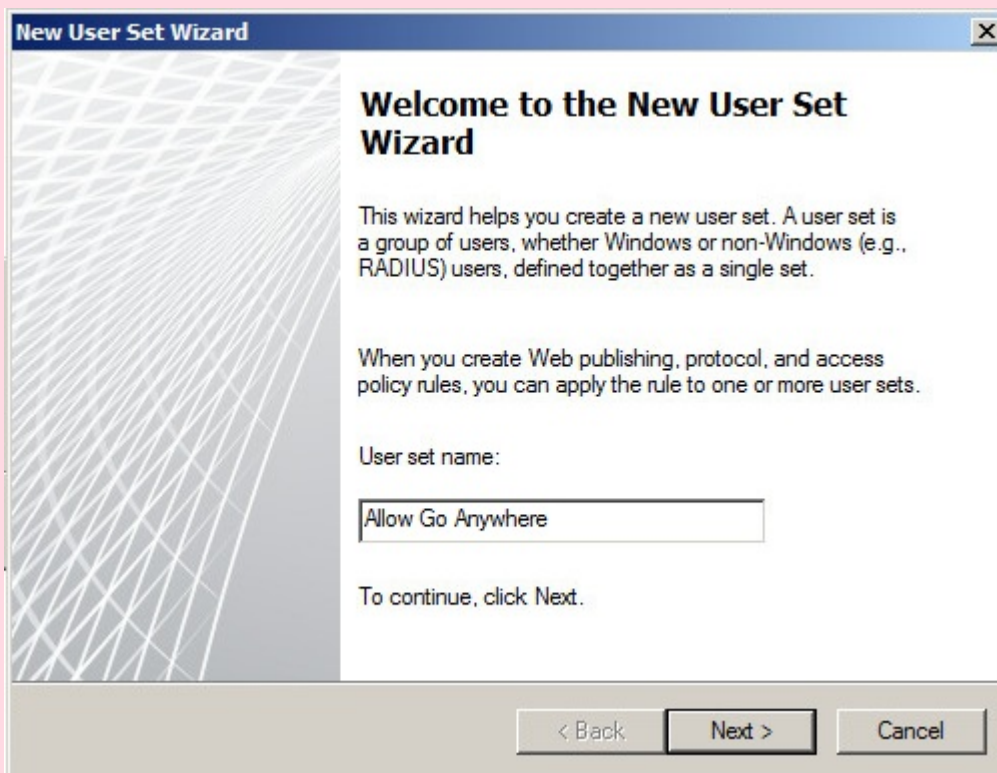 New User Set Wizard
Welcome to the New User Set
Wizard
This wizard helps you create a new user set. A user set is
a group of users, whether Windows or non-Windows (e.g.,
RADIUS) users, defined together as a single set.
When you create Web publishing, protocol, and access
policy rules, you can apply the rule to one or more user sets.
User set name:
Allow Go Anywhere
To continue, click Next.
< Back Next > Cancel